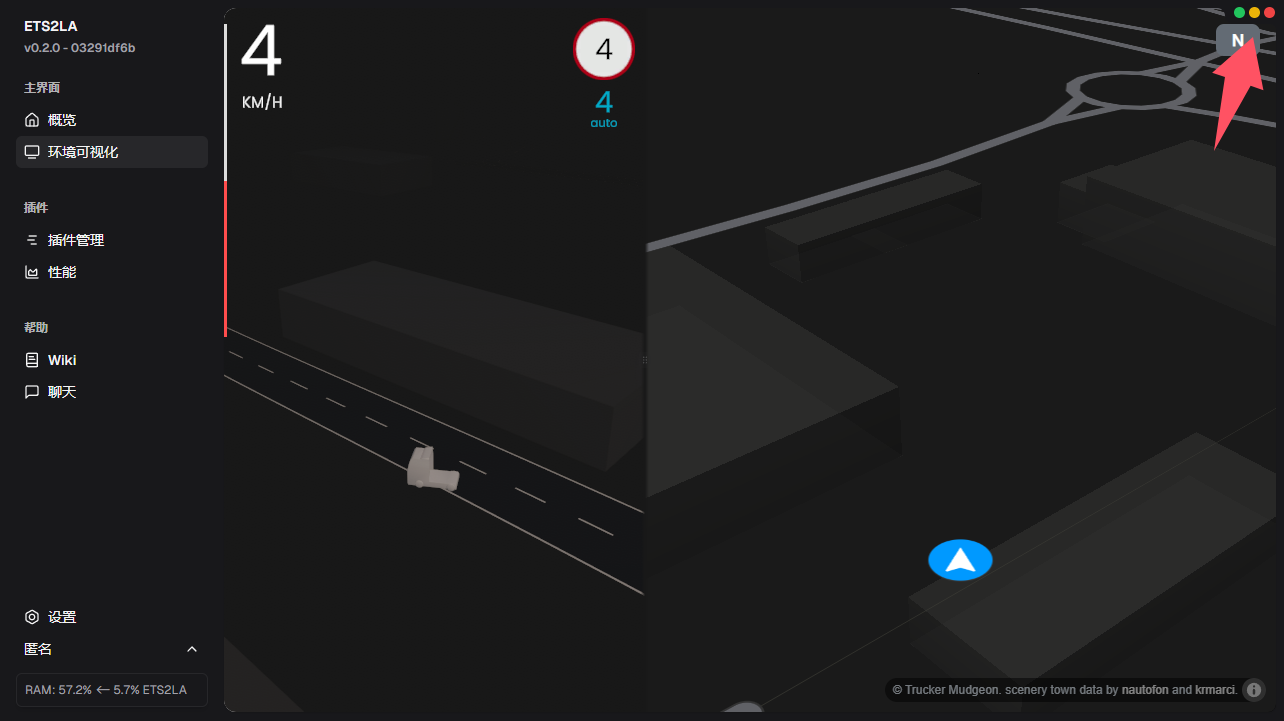 ETS2LA
v0.2.0 - 03291df6b
主界面
概览
环境可视化
插件
插件管理
性能
帮助
Wiki
聊天
设置
匿名
RAM: 57.2% <- 5.7% ETS2LA
4
KM/H
4
4
auto
N
© Trucker Mudgeon. scenery town data by nautofon and krmarci.